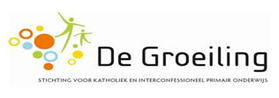 De Groeiling
STICHTING VOOR KATHOLIEK EN INTERCONFESSIONEEL PRIMAIR ONDERWIJS